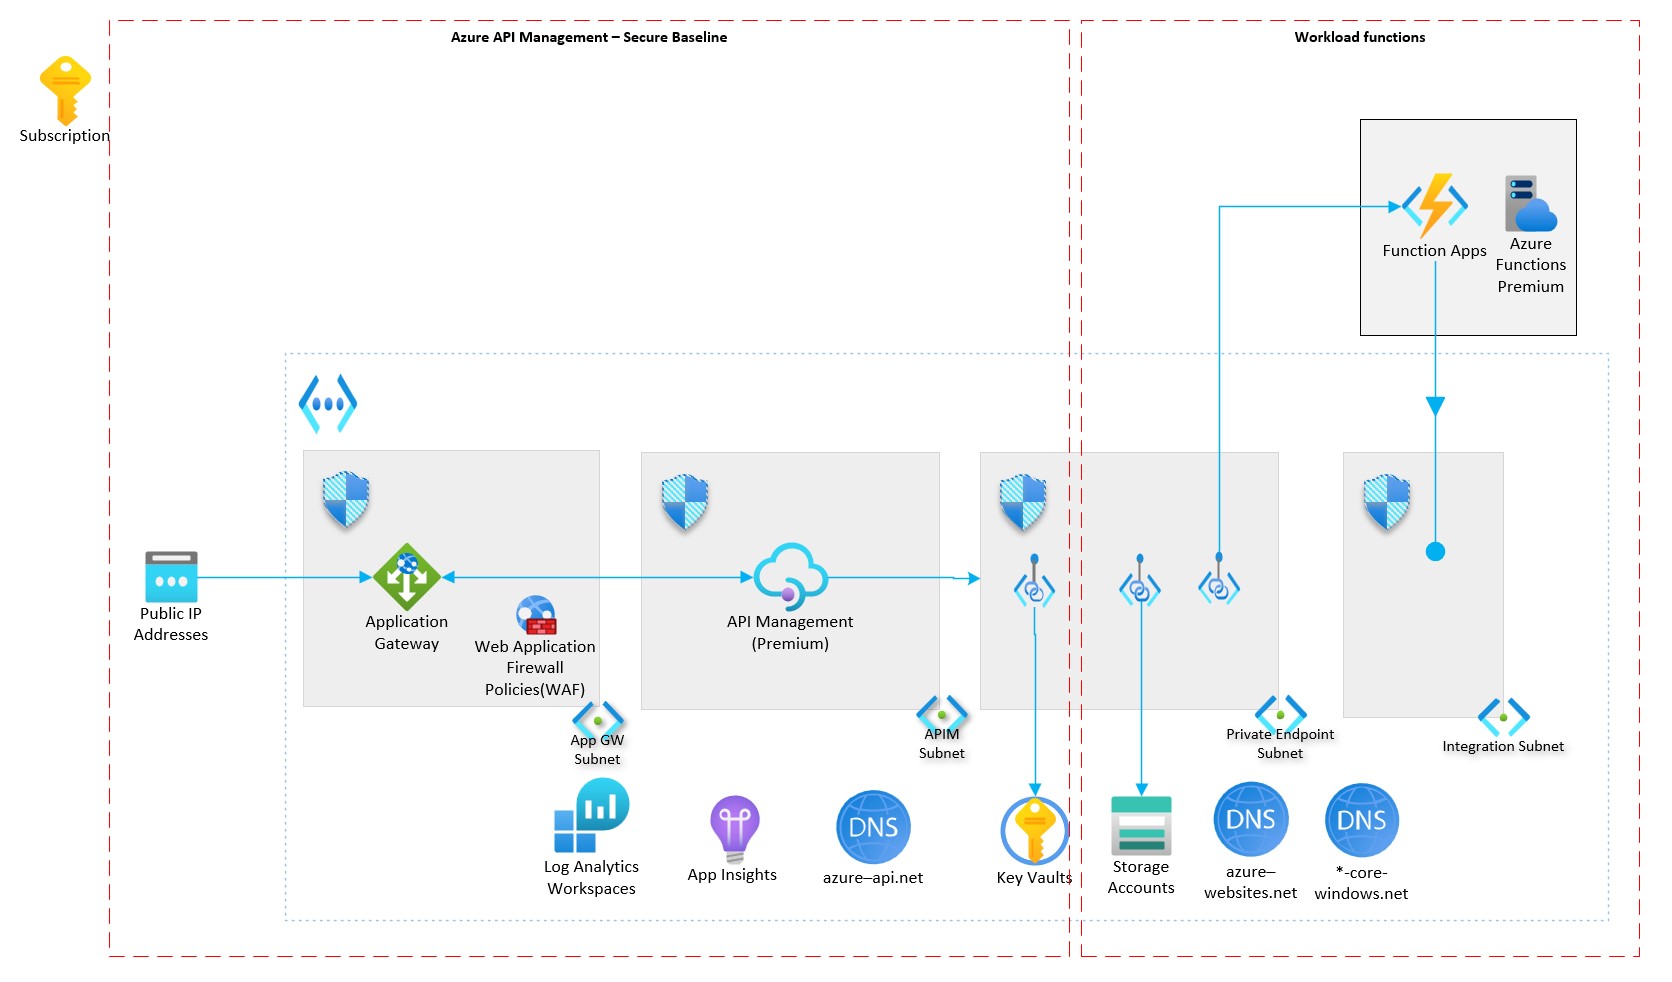 Azure API Management – Secure Baseline
Workload functions
Subscription
Function Apps
Azure
Functions
Premium
Public IP
Addresses
Application
Gateway
Web Application
Firewall
Policies(WAF)
API Management
(Premium)
App GW
Subnet
APIM
Subnet
Private Endpoint
Subnet
Integration Subnet
Log Analytics
Workspaces
App Insights
DNS
azure–api.net
Key Vaults
Storage
Accounts
DNS
azure–
websites.net
DNS
*-core-
windows.net